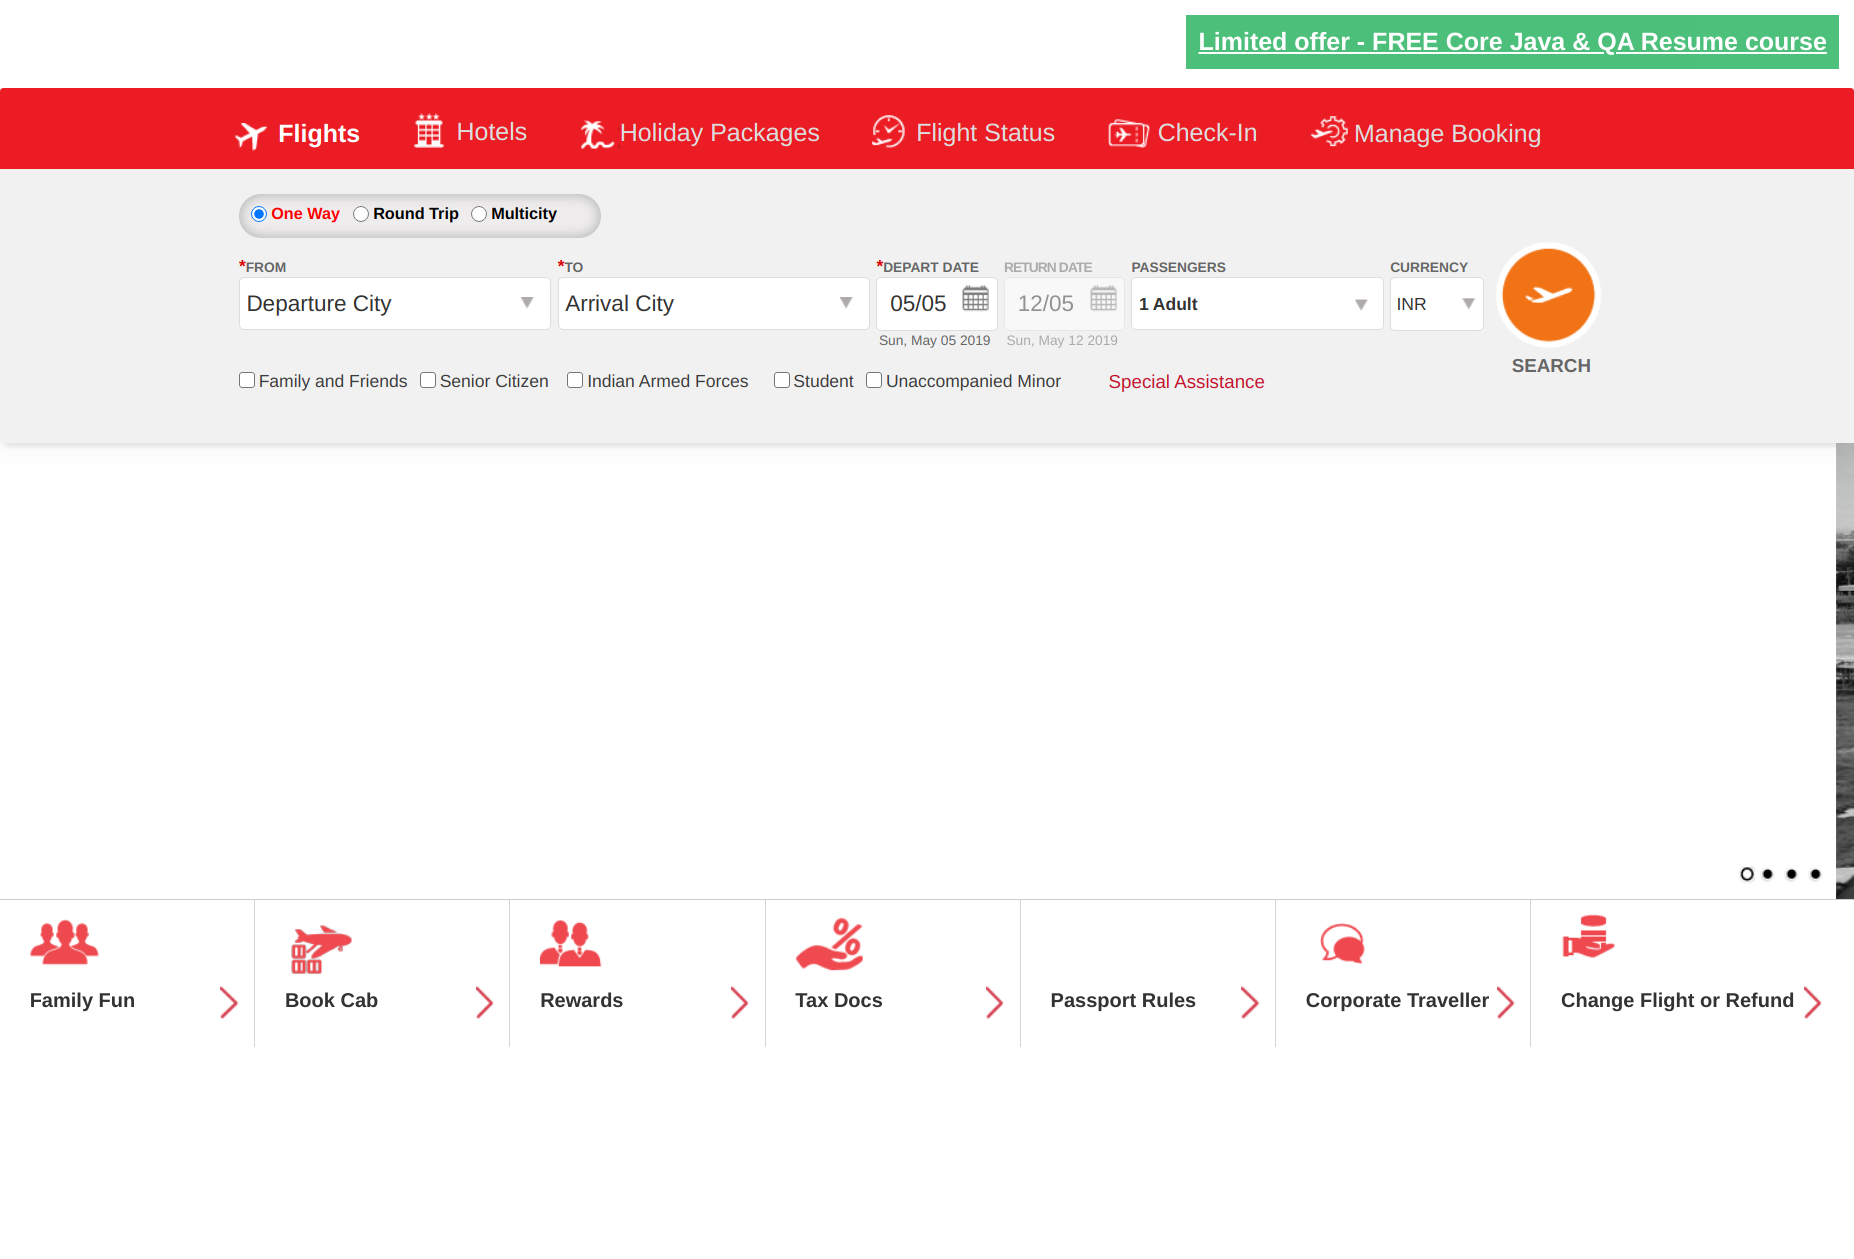 Limited offer - FREE Core Java & QA Resume course
Flights Hotels Holiday Packages Flight Status Check-In Manage Booking
One Way Round Trip Multicity
*FROM *TO *DEPART DATE RETURN DATE PASSENGERS CURRENCY
Departure City Arrival City 05/05 12/05 1 Adult INR
Sun, May 05 2019 Sun, May 12 2019
SEARCH
Family and Friends Senior Citizen Indian Armed Forces Student Unaccompanied Minor Special Assistance
Family Fun Book Cab Rewards Tax Docs Passport Rules Corporate Traveller Change Flight or Refund